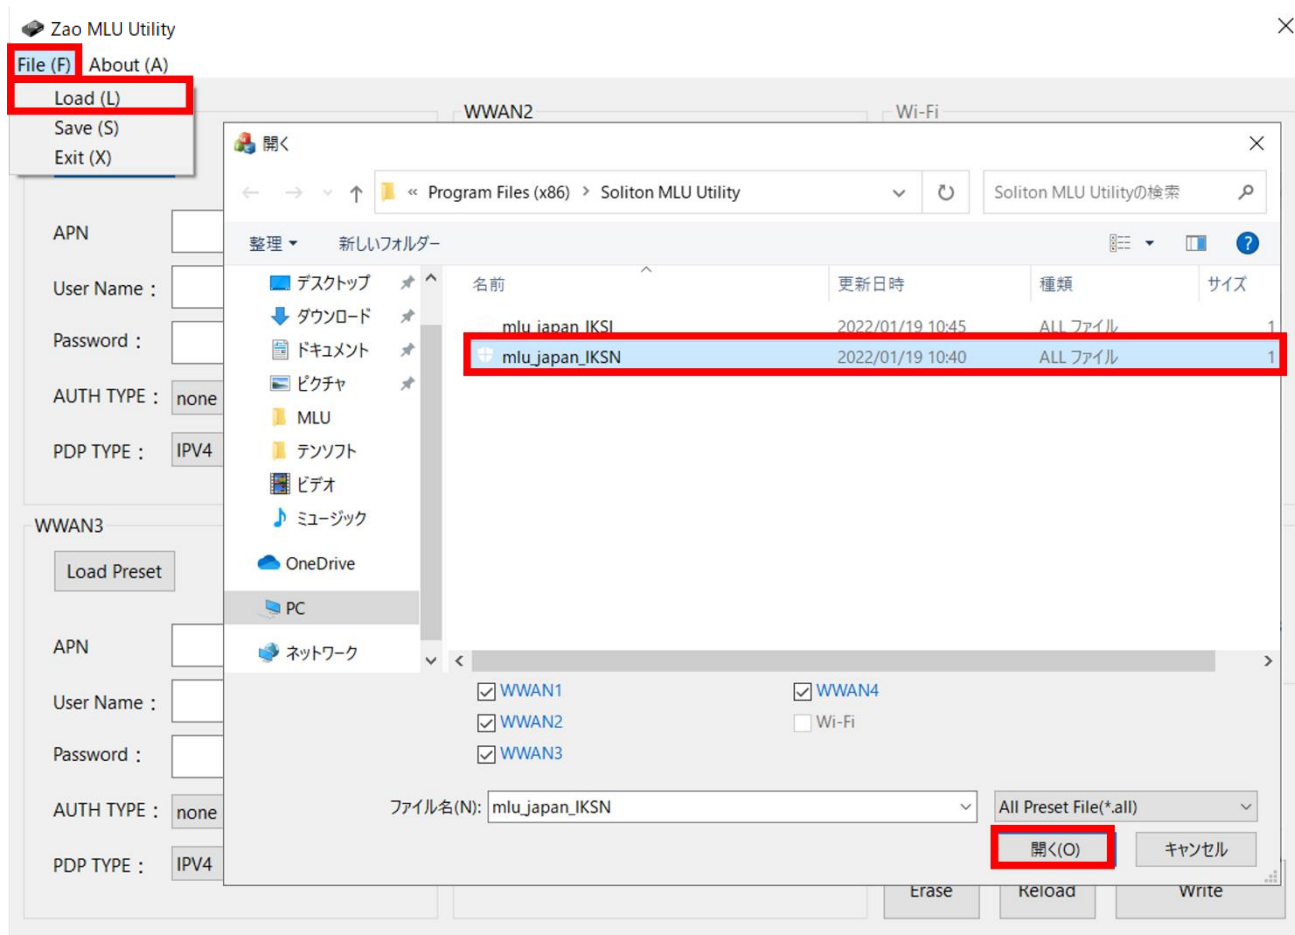 Zao MLU Utility
File (F) About (A)
Load (L)
Save (S)
Exit (X)
WWAN2
Wi-Fi
開く
« Program Files (x86) > Soliton MLU Utility
Soliton MLU Utilityの検索
整理 新しいフォルダー
名前 更新日時 種類 サイズ
mlu_japan_IKSI 2022/01/19 10:45 ALL ファイル 1
mlu_japan_IKSN 2022/01/19 10:40 ALL ファイル 1
デスクトップ
ダウンロード
ドキュメント
ピクチャ
MLU
テンソフト
ビデオ
ミュージック
OneDrive
PC
ネットワーク
WWAN1
WWAN2
WWAN3
WWAN4
Wi-Fi
ファイル名(N): mlu_japan_IKSN
All Preset File(*.all)
開く(O) キャンセル
APN
User Name :
Password :
AUTH TYPE : none
PDP TYPE : IPV4
WWAN3
Load Preset
APN
User Name :
Password :
AUTH TYPE : none
PDP TYPE : IPV4
Erase Reload Write